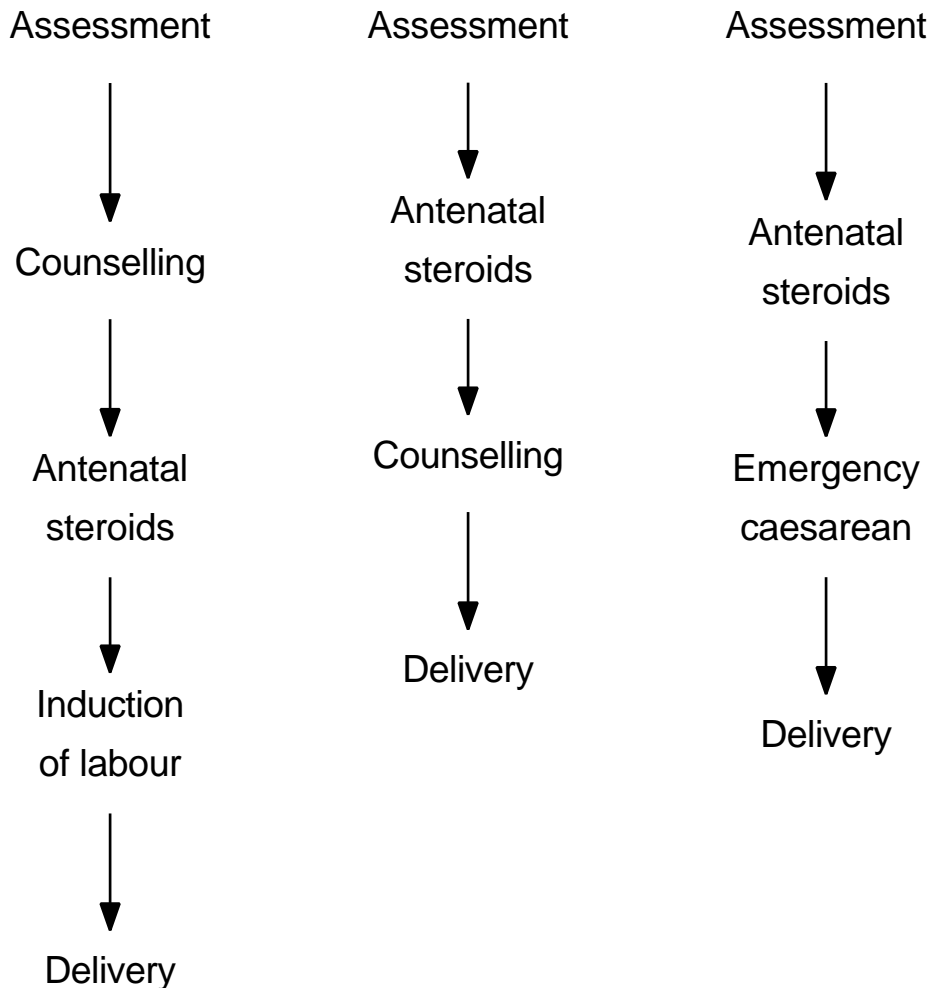 Assessment
Counselling
Antenatal
steroids
Induction
of labour
Delivery
Assessment
Antenatal
steroids
Counselling
Delivery
Assessment
Antenatal
steroids
Emergency
caesarean
Delivery